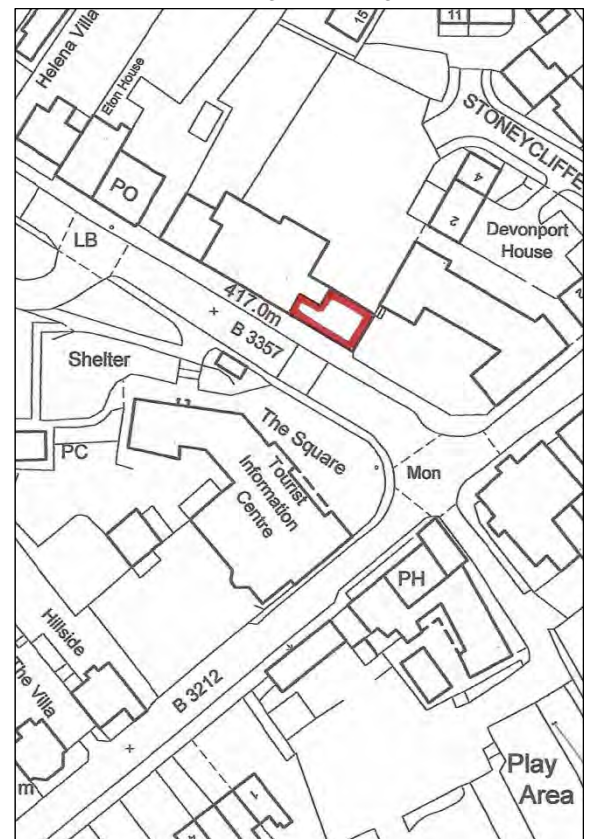 15
11
Helena Villa
Eton House
STONEYCLIFFE
PO
4
2
Devonport
House
LB
417.0m
B 3357
Shelter
The Square
Tourist
Information
Centre
PC
Mon
PH
Hillside
The Villa
B 3212
Play
Area
m
1